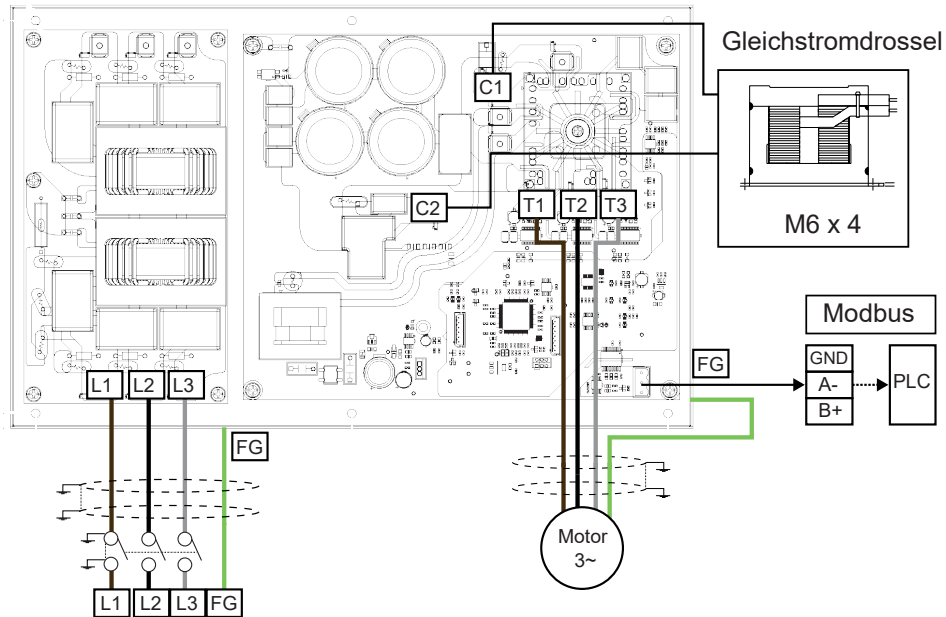 Gleichstromdrossel
C1
M6 x 4
C2
T1 T2 T3
Modbus
FG
GND
A-
B+
PLC
L1 L2 L3
FG
Motor
3~
L1 L2 L3 FG